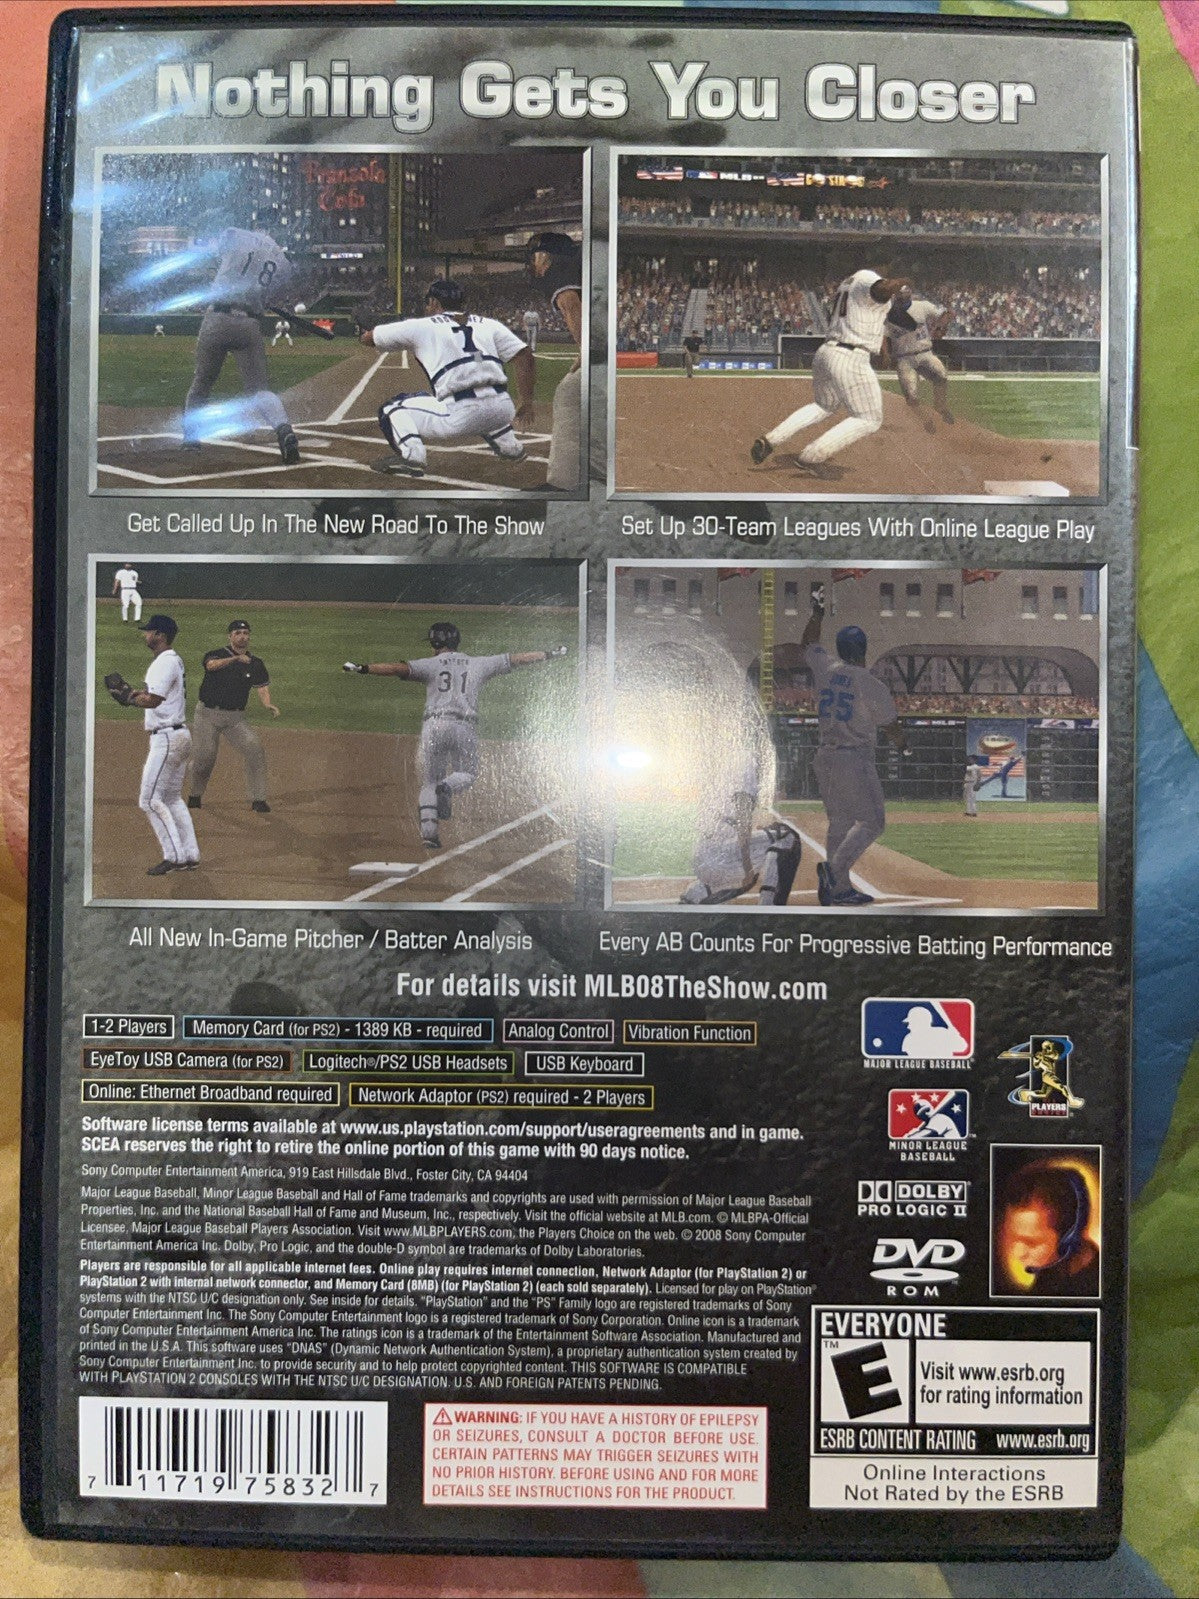 Nothing Gets You Closer
18
7
Get Called Up In The New Road To The Show
Set Up 30-Team Leagues With Online League Play
31
JONES
25
All New In-Game Pitcher / Batter Analysis
Every AB Counts For Progressive Batting Performance
For details visit MLB08TheShow.com
1-2 Players
Memory Card (for PS2) - 1389 KB - required
Analog Control
Vibration Function
EyeToy USB Camera (for PS2)
Logitech®/PS2 USB Headsets
USB Keyboard
Online: Ethernet Broadband required
Network Adaptor (PS2) required - 2 Players
MAJOR LEAGUE BASEBALL
PLAYERS
MINOR LEAGUE
BASEBALL
Software license terms available at www.us.playstation.com/support/useragreements and in game.
SCEA reserves the right to retire the online portion of this game with 90 days notice.
Sony Computer Entertainment America, 919 East Hillsdale Blvd., Foster City, CA 94404
Major League Baseball, Minor League Baseball and Hall of Fame trademarks and copyrights are used with permission of Major League Baseball
Properties, Inc. and the National Baseball Hall of Fame and Museum, Inc., respectively. Visit the official website at MLB.com. © MLBPA-Official
Licensee, Major League Baseball Players Association. Visit www.MLBPLAYERS.com, the Players Choice on the web. © 2008 Sony Computer
Entertainment America Inc. Dolby, Pro Logic, and the double-D symbol are trademarks of Dolby Laboratories.
Players are responsible for all applicable internet fees. Online play requires internet connection, Network Adaptor (for PlayStation 2) or
PlayStation 2 with internal network connector, and Memory Card (8MB) (for PlayStation 2) (each sold separately). Licensed for play on PlayStation®
systems with the NTSC U/C designation only. See inside for details. "PlayStation" and the "PS" Family logo are registered trademarks of Sony
Computer Entertainment Inc. The Sony Computer Entertainment logo is a registered trademark of Sony Corporation. Online icon is a trademark
of Sony Computer Entertainment America Inc. The ratings icon is a trademark of the Entertainment Software Association. Manufactured and
printed in the U.S.A. This software uses "DNAS" (Dynamic Network Authentication System), a proprietary authentication system created by
Sony Computer Entertainment Inc. to provide security and to help protect copyrighted content. THIS SOFTWARE IS COMPATIBLE
WITH PLAYSTATION 2 CONSOLES WITH THE NTSC U/C DESIGNATION. U.S. AND FOREIGN PATENTS PENDING.
DOLBY
PRO LOGIC II
DVD
ROM
EVERYONE
TM
E
Visit www.esrb.org
for rating information
ESRB CONTENT RATING www.esrb.org
Online Interactions
Not Rated by the ESRB
7 11719 75832 7
WARNING: IF YOU HAVE A HISTORY OF EPILEPSY
OR SEIZURES, CONSULT A DOCTOR BEFORE USE.
CERTAIN PATTERNS MAY TRIGGER SEIZURES WITH
NO PRIOR HISTORY. BEFORE USING AND FOR MORE
DETAILS SEE INSTRUCTIONS FOR THE PRODUCT.